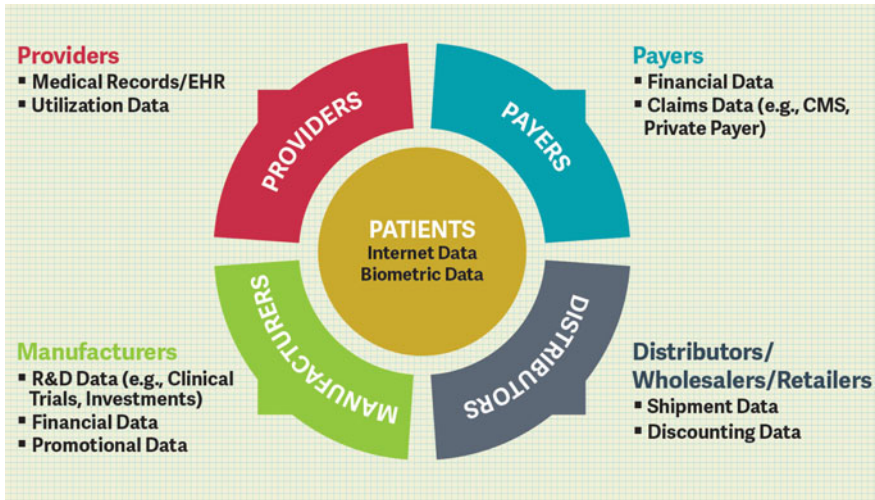 Providers
▪ Medical Records/EHR
▪ Utilization Data
Payers
▪ Financial Data
▪ Claims Data (e.g., CMS,
Private Payer)
PROVIDERS
PAYERS
PATIENTS
Internet Data
Biometric Data
MANUFACTURERS
DISTRIBUTORS
Manufacturers
▪ R&D Data (e.g., Clinical
Trials, Investments)
▪ Financial Data
▪ Promotional Data
Distributors/
Wholesalers/Retailers
▪ Shipment Data
▪ Discounting Data